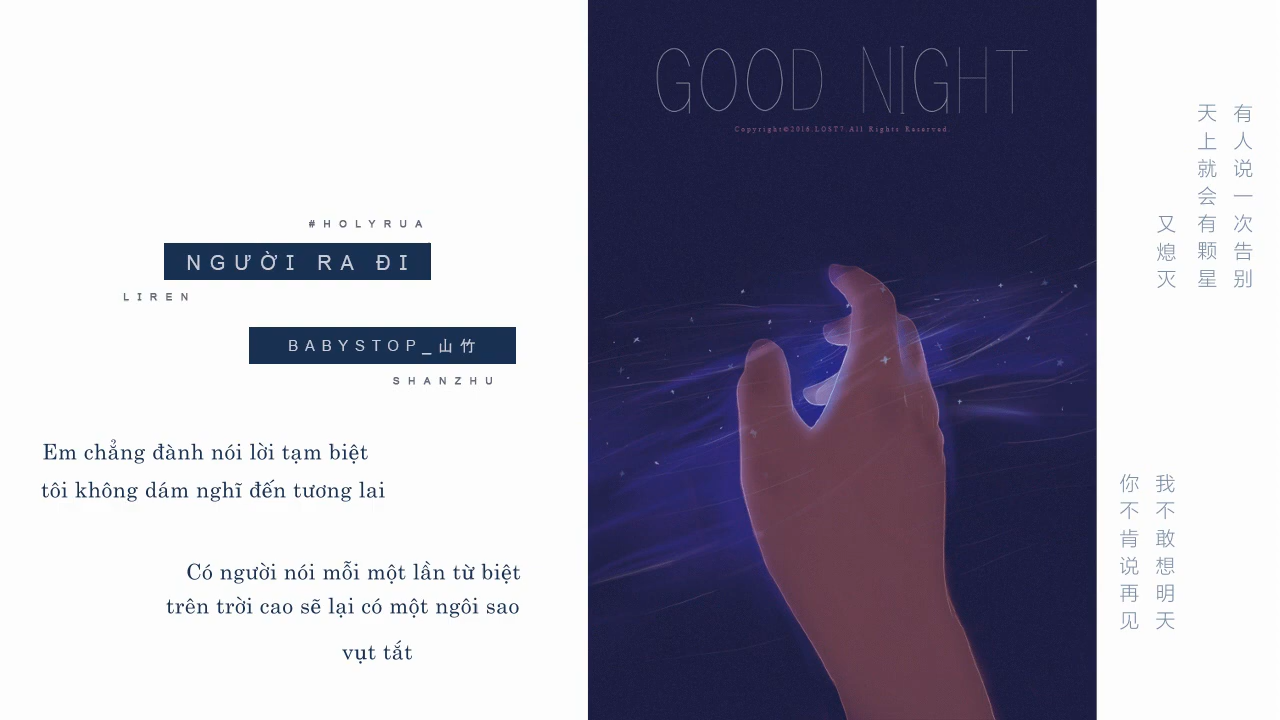 #HOLYRUA
NGƯỜI RA ĐI
LIREN
BABYSTOP_山竹
SHANZHU
Em chẳng đành nói lời tạm biệt
tôi không dám nghĩ đến tương lai
Có người nói mỗi một lần từ biệt
trên trời cao sẽ lại có một ngôi sao
vụt tắt
GOOD NIGHT
Copyright©2016.LOST7.All Rights Rasarvad.
有人说一次告别
天上就会有颗星
又熄灭
我不敢想明天
你不肯说再见